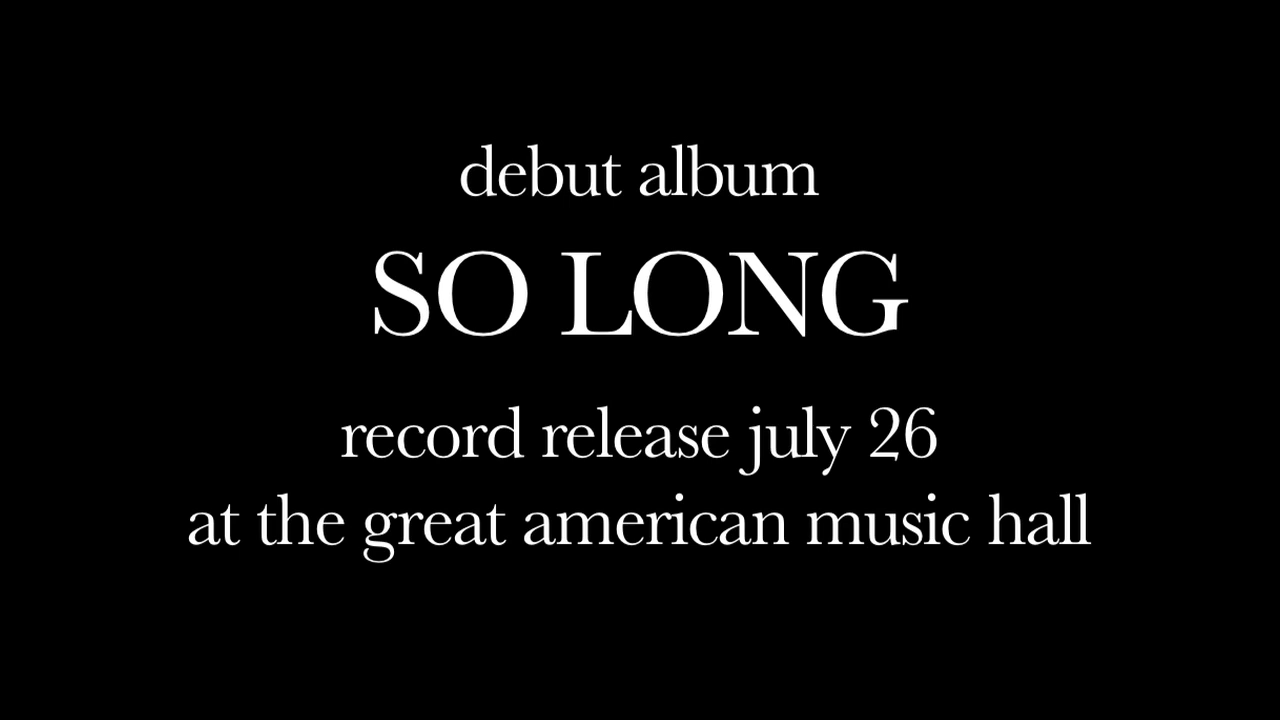 debut album
SO LONG
record release july 26
at the great american music hall